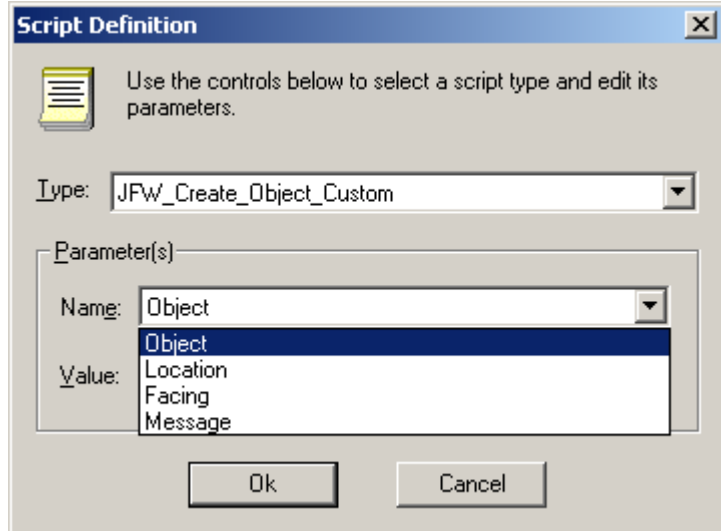 Script Definition
Use the controls below to select a script type and edit its
parameters.
Type: JFW_Create_Object_Custom
Parameter(s)
Name: Object
Object
Location
Value:
Facing
Message
Ok Cancel